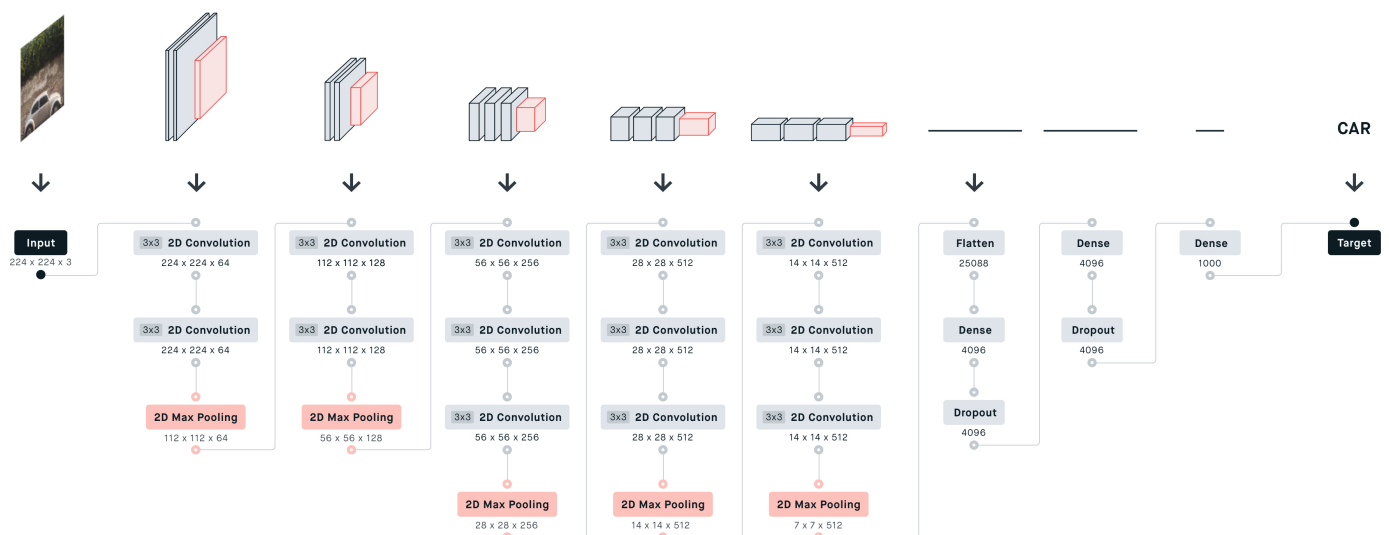 CAR
Input
224 x 224 x 3
3x3 2D Convolution
224 x 224 x 64
3x3 2D Convolution
224 x 224 x 64
2D Max Pooling
112 x 112 x 64
3x3 2D Convolution
112 x 112 x 128
3x3 2D Convolution
112 x 112 x 128
2D Max Pooling
56 x 56 x 128
3x3 2D Convolution
56 x 56 x 256
3x3 2D Convolution
56 x 56 x 256
3x3 2D Convolution
56 x 56 x 256
2D Max Pooling
28 x 28 x 256
3x3 2D Convolution
28 x 28 x 512
3x3 2D Convolution
28 x 28 x 512
3x3 2D Convolution
28 x 28 x 512
2D Max Pooling
14 x 14 x 512
3x3 2D Convolution
14 x 14 x 512
3x3 2D Convolution
14 x 14 x 512
3x3 2D Convolution
14 x 14 x 512
2D Max Pooling
7 x 7 x 512
Flatten
25088
Dense
4096
Dropout
4096
Dense
4096
Dropout
4096
Dense
1000
Target